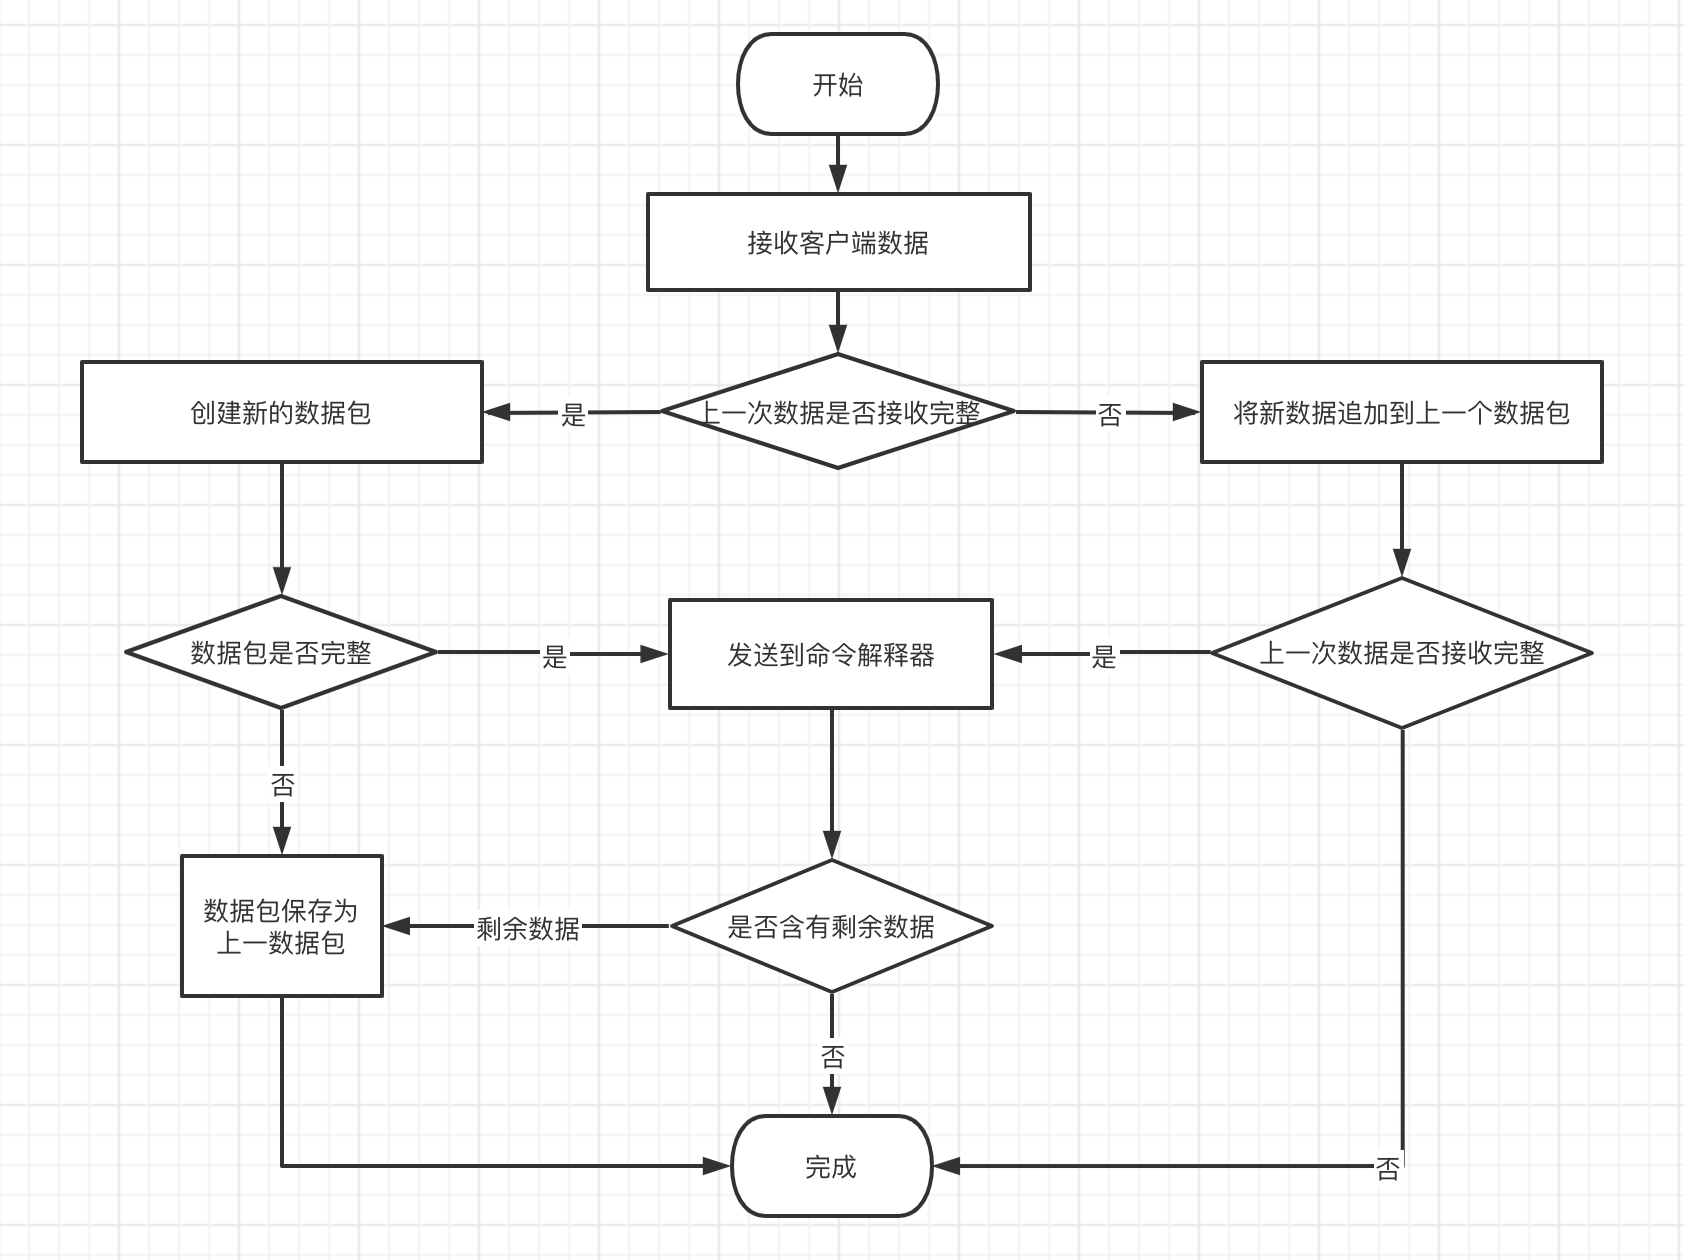 开始
接收客户端数据
创建新的数据包
是
上一次数据是否接收完整
否
将新数据追加到上一个数据包
数据包是否完整
是
发送到命令解释器
是
上一次数据是否接收完整
否
数据包保存为
上一数据包
剩余数据
是否含有剩余数据
否
完成
否